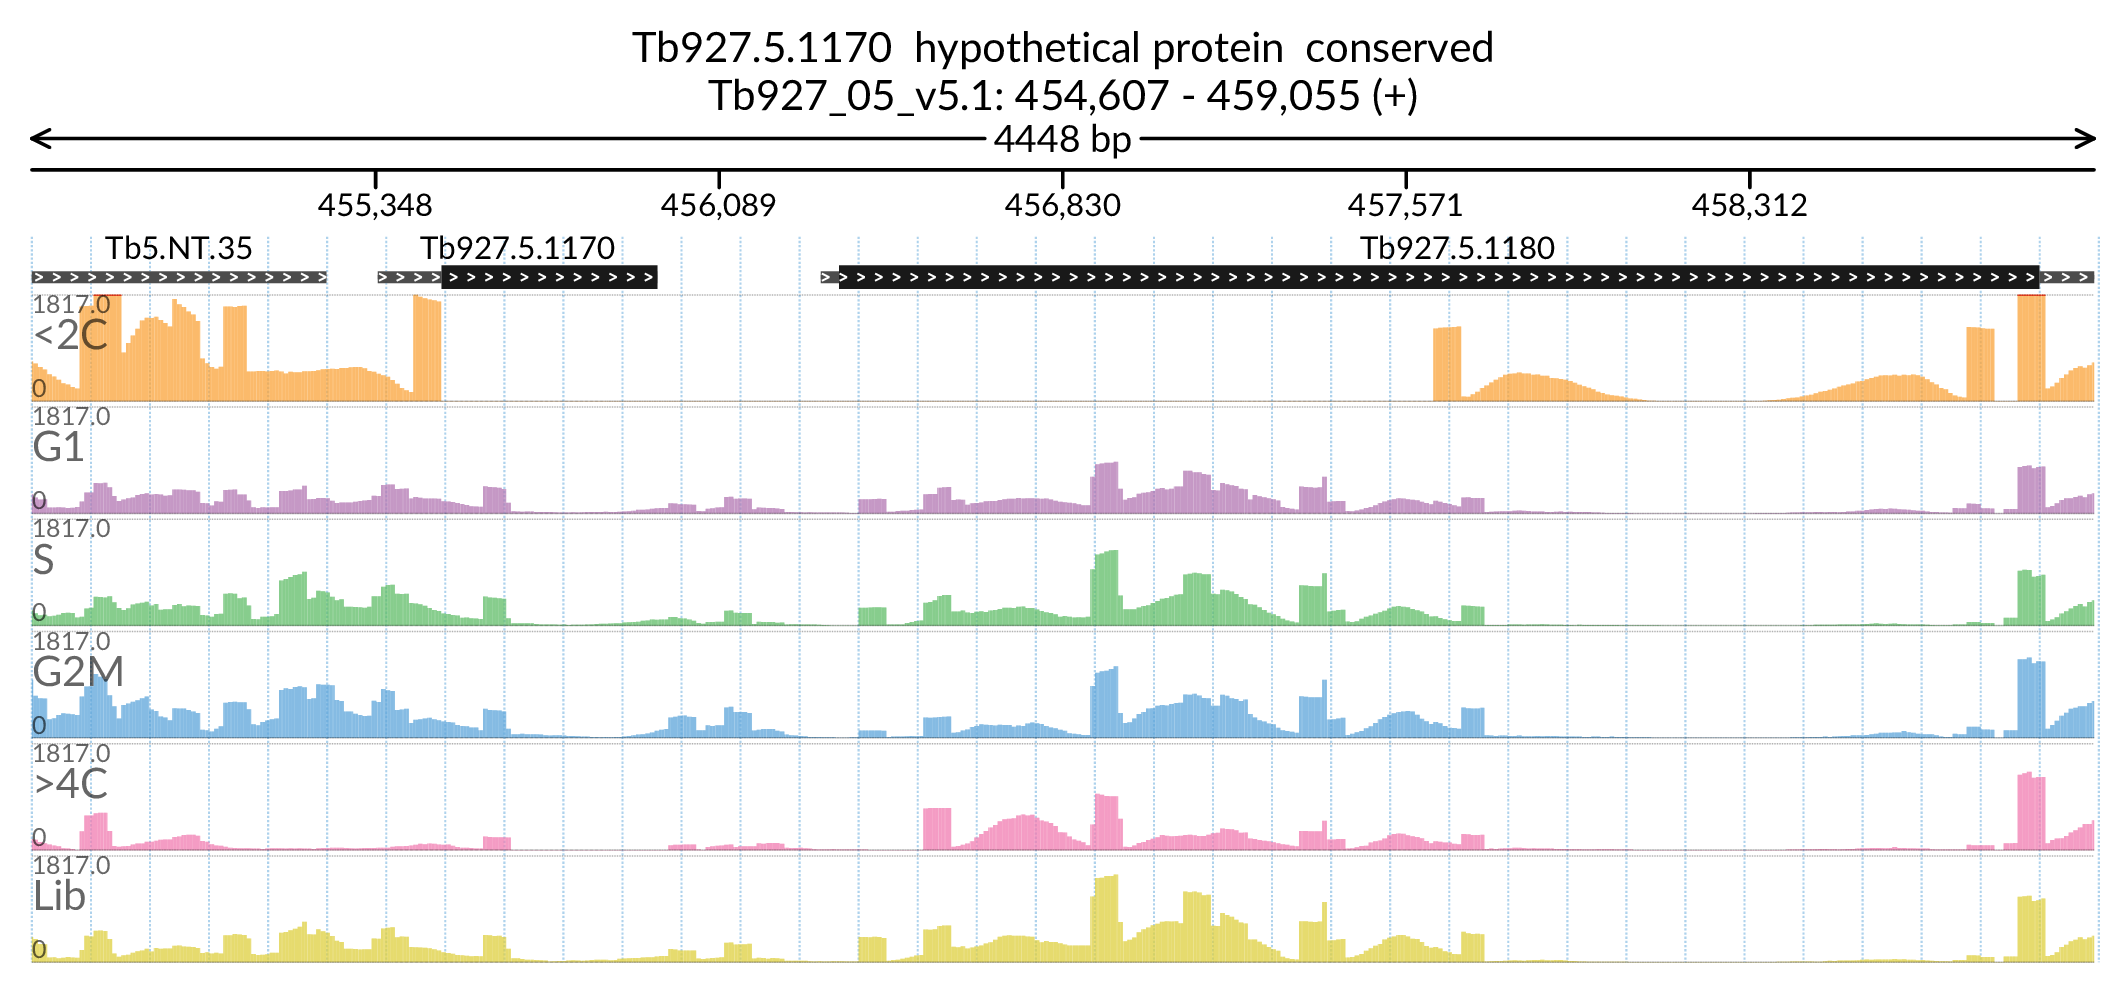 Tb927.5.1170  hypothetical protein  conserved
Tb927_05_v5.1: 454,607 - 459,055 (+)
4448 bp
455,348 456,089 456,830 457,571 458,312
Tb5.NT.35 Tb927.5.1170 Tb927.5.1180
1817.0
<2C
0
1817.0
G1
0
1817.0
S
0
1817.0
G2M
0
1817.0
>4C
0
1817.0
Lib
0